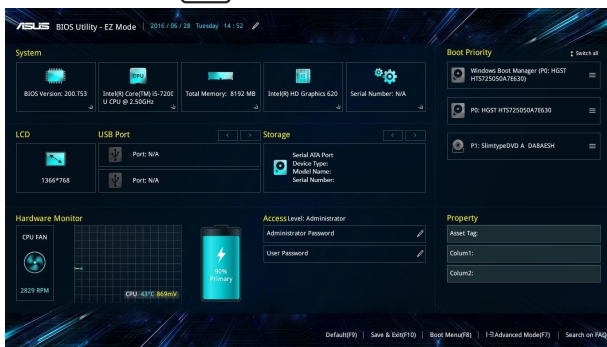 ASUS BIOS Utility - EZ Mode 2016 / 06 / 28 Tuesday 14 : 52
System
BIOS Version: 200.T53
CPU
Intel(R) Core(TM) i5-7200
U CPU @ 2.50GHz
Total Memory: 8192 MB
Intel(R) HD Graphics 620
Serial Number: N/A
Boot Priority
Switch all
Windows Boot Manager (P0: HGST
HTS725050A7E630)
P0: HGST HTS725050A7E630
P1: SlimtypeDVD A DA8AESH
LCD
1366*768
USB Port
Port: N/A
Port: N/A
Storage
Serial ATA Port
Device Type:
Model Name:
Serial Number:
Hardware Monitor
CPU FAN
2829 RPM
CPU 43°C 869mV
90%
Primary
Access Level: Administrator
Administrator Password
User Password
Property
Asset Tag:
Colum1:
Colum2:
Default(F9) Save & Exit(F10) Boot Menu(F8) Advanced Mode(F7) Search on FAQ